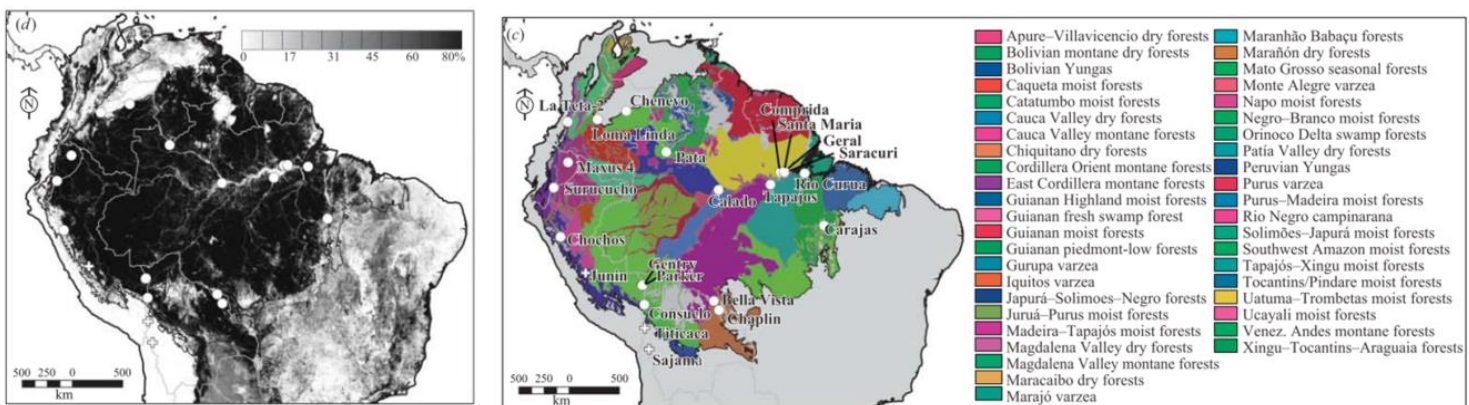 (d)
0 17 31 45 60 80%
N
500 250 0 500
km
(c)
N
La Teta-2
Chenevo
Loma Linda
Cumprida
Santa Maria
Geral
Saracuri
Pata
Maxus 4
Surucucho
Calado
Tapajos
Rio Curua
Carajas
Chochos
Junin
Gentry
Parker
Bella Vista
Consuelo
Chaplin
Titicaca
Sajama
500 250 0 500
km
Apure–Villavicencio dry forests
Bolivian montane dry forests
Bolivian Yungas
Caqueta moist forests
Catatumbo moist forests
Cauca Valley dry forests
Cauca Valley montane forests
Chiquitano dry forests
Cordillera Orient montane forests
East Cordillera montane forests
Guianan Highland moist forests
Guianan fresh swamp forest
Guianan moist forests
Guianan piedmont-low forests
Gurupa varzea
Iquitos varzea
Japurá–Solimoes–Negro forests
Juruá–Purus moist forests
Madeira–Tapajós moist forests
Magdalena Valley dry forests
Magdalena Valley montane forests
Maracaibo dry forests
Marajó varzea
Maranhão Babaçu forests
Marañón dry forests
Mato Grosso seasonal forests
Monte Alegre varzea
Napo moist forests
Negro–Branco moist forests
Orinoco Delta swamp forests
Patía Valley dry forests
Peruvian Yungas
Purus varzea
Purus–Madeira moist forests
Rio Negro campinarana
Solimões–Japurá moist forests
Southwest Amazon moist forests
Tapajós–Xingu moist forests
Tocantins/Pindare moist forests
Uatuma–Trombetas moist forests
Ucayali moist forests
Venez. Andes montane forests
Xingu–Tocantins–Araguaia forests